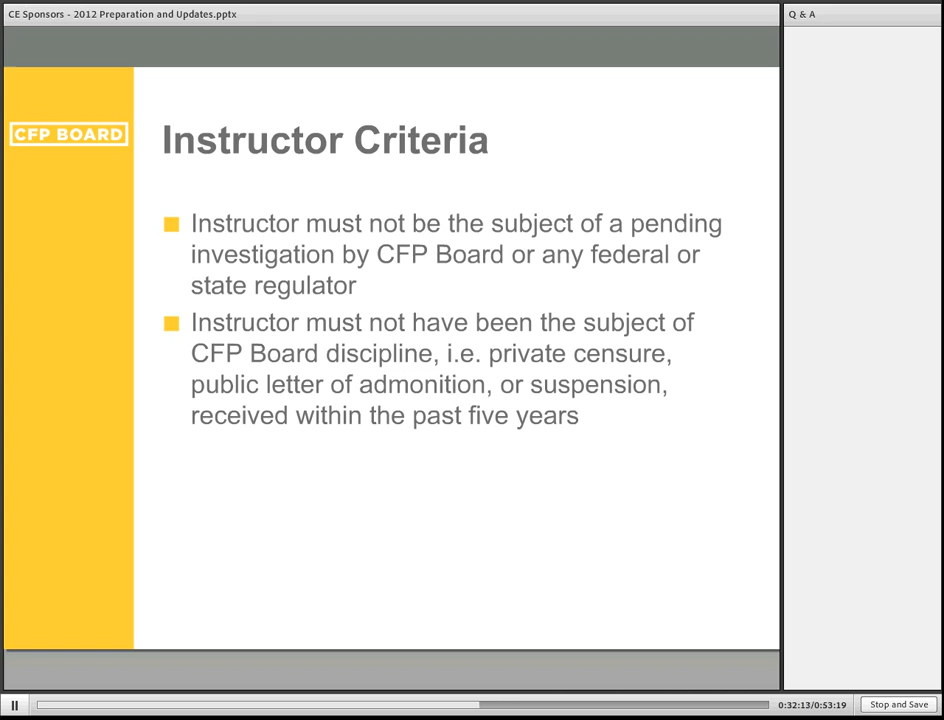 CE Sponsors - 2012 Preparation and Updates.pptx
Q & A
CFP BOARD
Instructor Criteria
Instructor must not be the subject of a pending
investigation by CFP Board or any federal or
state regulator
Instructor must not have been the subject of
CFP Board discipline, i.e. private censure,
public letter of admonition, or suspension,
received within the past five years
0:32:13/0:53:19
Stop and Save